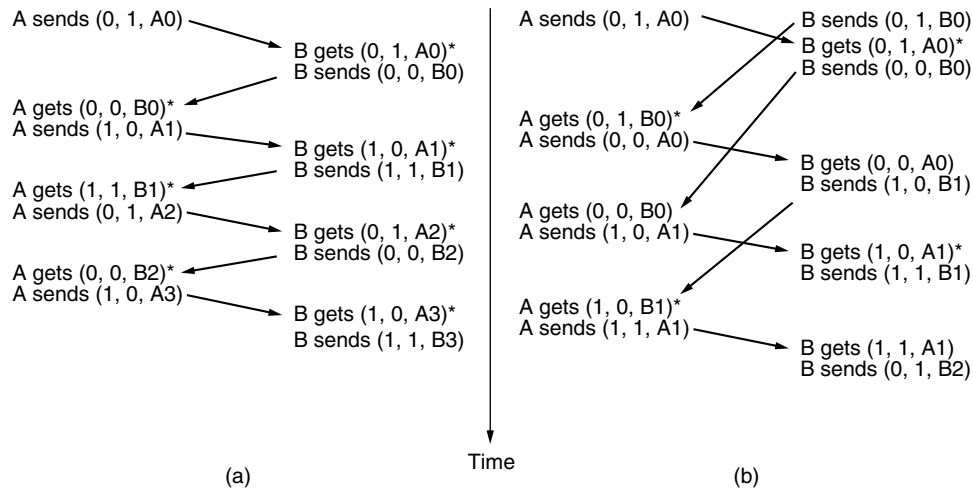 A sends (0, 1, A0)
B gets (0, 1, A0)*
B sends (0, 0, B0)
A gets (0, 0, B0)*
A sends (1, 0, A1)
B gets (1, 0, A1)*
B sends (1, 1, B1)
A gets (1, 1, B1)*
A sends (0, 1, A2)
B gets (0, 1, A2)*
B sends (0, 0, B2)
A gets (0, 0, B2)*
A sends (1, 0, A3)
B gets (1, 0, A3)*
B sends (1, 1, B3)
(a)
Time
A sends (0, 1, A0)
B sends (0, 1, B0)
B gets (0, 1, A0)*
B sends (0, 0, B0)
A gets (0, 1, B0)*
A sends (0, 0, A0)
B gets (0, 0, A0)
B sends (1, 0, B1)
A gets (0, 0, B0)
A sends (1, 0, A1)
B gets (1, 0, A1)*
B sends (1, 1, B1)
A gets (1, 0, B1)*
A sends (1, 1, A1)
B gets (1, 1, A1)
B sends (0, 1, B2)
(b)